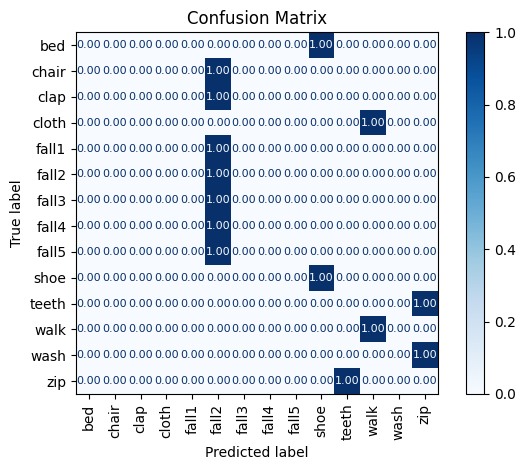 Confusion Matrix
bed 0.00 0.00 0.00 0.00 0.00 0.00 0.00 0.00 0.00 1.00 0.00 0.00 0.00 0.00 1.0
chair 0.00 0.00 0.00 0.00 0.00 1.00 0.00 0.00 0.00 0.00 0.00 0.00 0.00 0.00
clap 0.00 0.00 0.00 0.00 0.00 1.00 0.00 0.00 0.00 0.00 0.00 0.00 0.00 0.00
cloth 0.00 0.00 0.00 0.00 0.00 0.00 0.00 0.00 0.00 0.00 0.00 1.00 0.00 0.00 0.8
fall1 0.00 0.00 0.00 0.00 0.00 1.00 0.00 0.00 0.00 0.00 0.00 0.00 0.00 0.00
fall2 0.00 0.00 0.00 0.00 0.00 1.00 0.00 0.00 0.00 0.00 0.00 0.00 0.00 0.00 0.6
fall3 0.00 0.00 0.00 0.00 0.00 1.00 0.00 0.00 0.00 0.00 0.00 0.00 0.00 0.00
True label
fall4 0.00 0.00 0.00 0.00 0.00 1.00 0.00 0.00 0.00 0.00 0.00 0.00 0.00 0.00
fall5 0.00 0.00 0.00 0.00 0.00 1.00 0.00 0.00 0.00 0.00 0.00 0.00 0.00 0.00 0.4
shoe 0.00 0.00 0.00 0.00 0.00 0.00 0.00 0.00 0.00 1.00 0.00 0.00 0.00 0.00
teeth 0.00 0.00 0.00 0.00 0.00 0.00 0.00 0.00 0.00 0.00 0.00 0.00 0.00 1.00
walk 0.00 0.00 0.00 0.00 0.00 0.00 0.00 0.00 0.00 0.00 0.00 1.00 0.00 0.00 0.2
wash 0.00 0.00 0.00 0.00 0.00 0.00 0.00 0.00 0.00 0.00 0.00 0.00 0.00 1.00
zip 0.00 0.00 0.00 0.00 0.00 0.00 0.00 0.00 0.00 0.00 1.00 0.00 0.00 0.00 0.0
bed chair clap cloth fall1 fall2 fall3 fall4 fall5 shoe teeth walk wash zip
Predicted label